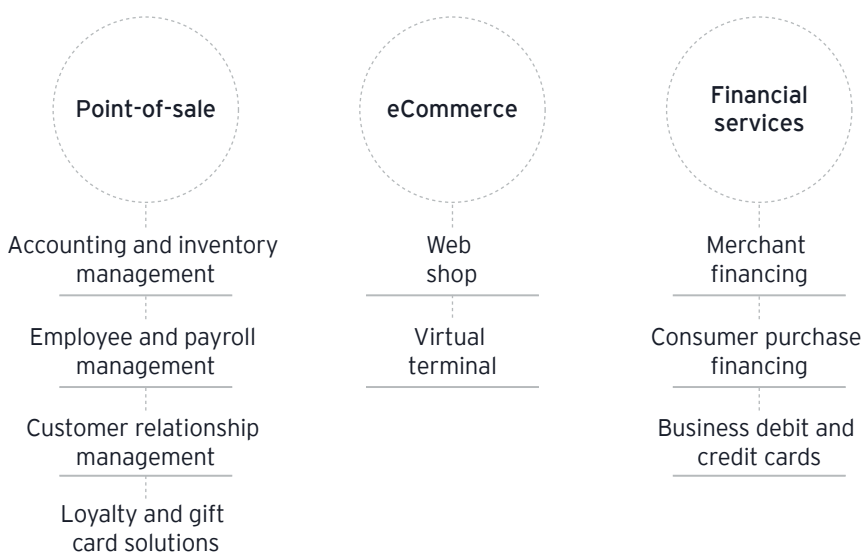 Point-of-sale
Accounting and inventory
management
Employee and payroll
management
Customer relationship
management
Loyalty and gift
card solutions
eCommerce
Web
shop
Virtual
terminal
Financial
services
Merchant
financing
Consumer purchase
financing
Business debit and
credit cards